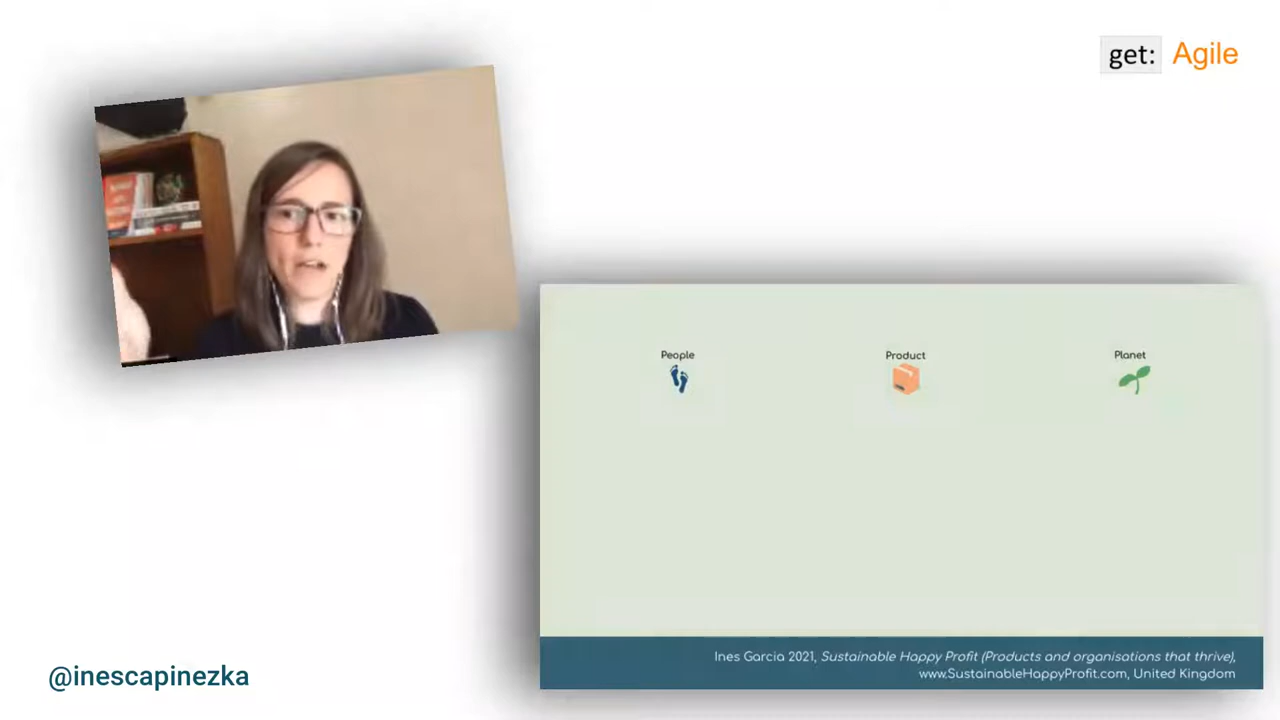 get: Agile
People
Product
Planet
Ines Garcia 2021, Sustainable Happy Profit (Products and organisations that thrive),
www.SustainableHappyProfit.com, United Kingdom
@inescapinezka